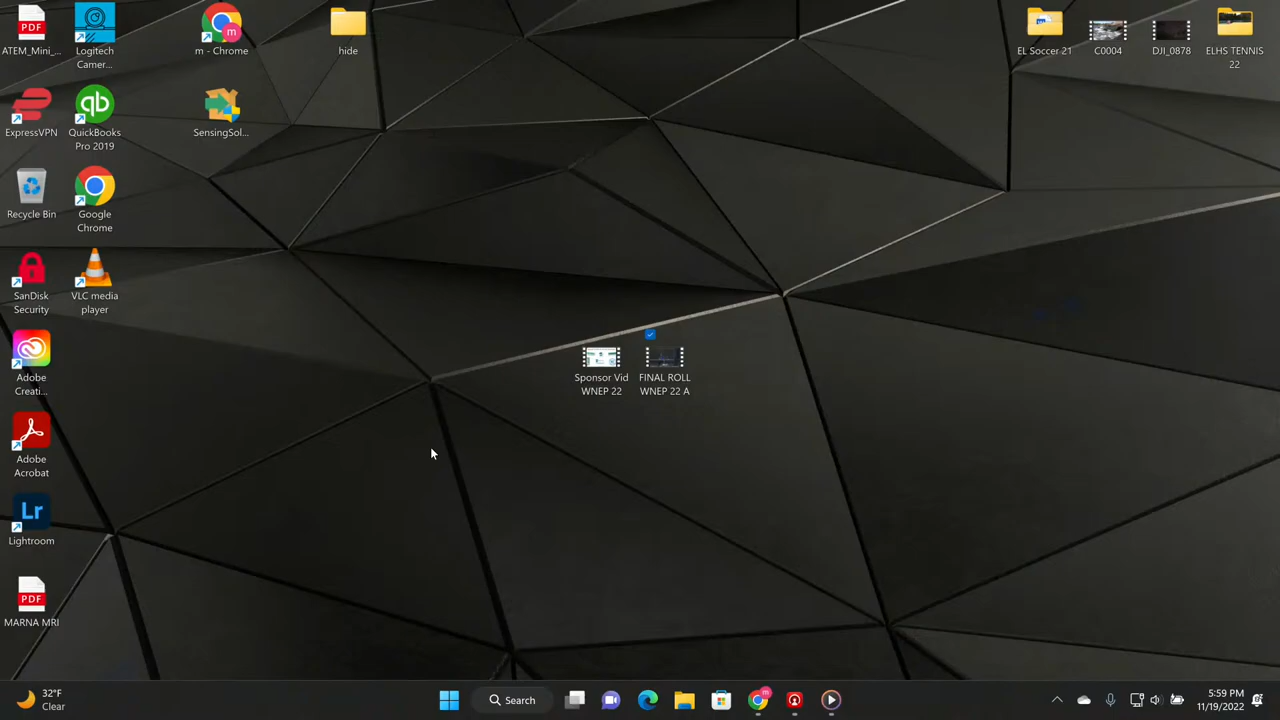 ATEM_Mini_...
Logitech
Camer...
m - Chrome
hide
EL Soccer 21
C0004
DJI_0878
ELHS TENNIS
22
PDF
m
ExpressVPN
qb
QuickBooks
Pro 2019
SensingSol...
Recycle Bin
Google
Chrome
SanDisk
Security
VLC media
player
Adobe
Creati...
Sponsor Vid
WNEP 22
FINAL ROLL
WNEP 22 A
Adobe
Acrobat
Lr
Lightroom
PDF
MARNA MRI
32°F
Clear
Search
m
5:59 PM
11/19/2022